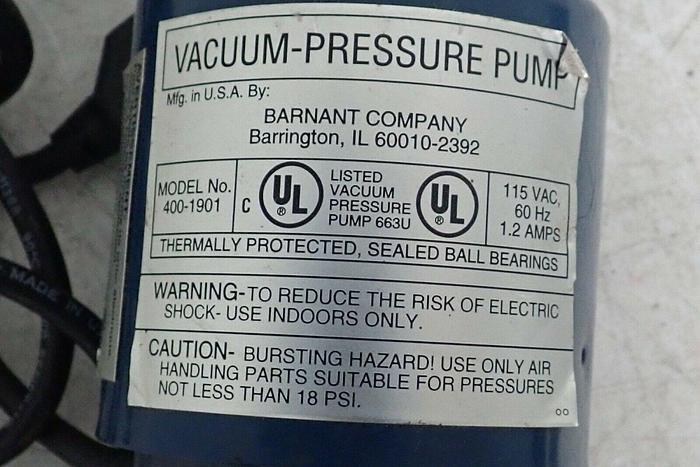 VACUUM-PRESSURE PUMP
Mfg. in U.S.A. By:
BARNANT COMPANY
Barrington, IL 60010-2392
MODEL No.
400-1901
C UL ®
LISTED
VACUUM
PRESSURE
PUMP 663U
UL ®
115 VAC,
60 Hz
1.2 AMPS
THERMALLY PROTECTED, SEALED BALL BEARINGS
WARNING-TO REDUCE THE RISK OF ELECTRIC
SHOCK- USE INDOORS ONLY.
CAUTION- BURSTING HAZARD! USE ONLY AIR
HANDLING PARTS SUITABLE FOR PRESSURES
NOT LESS THAN 18 PSI.
MADE IN